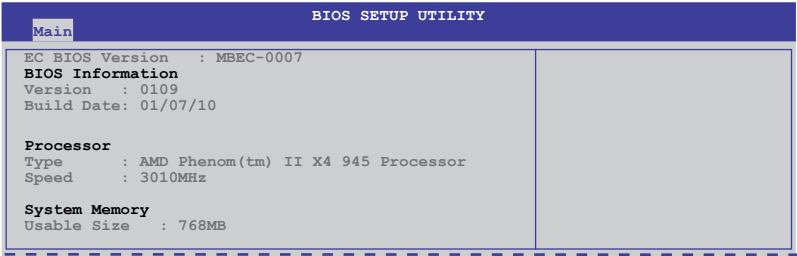 BIOS SETUP UTILITY
Main
EC BIOS Version : MBEC-0007
BIOS Information
Version : 0109
Build Date: 01/07/10
Processor
Type : AMD Phenom(tm) II X4 945 Processor
Speed : 3010MHz
System Memory
Usable Size : 768MB